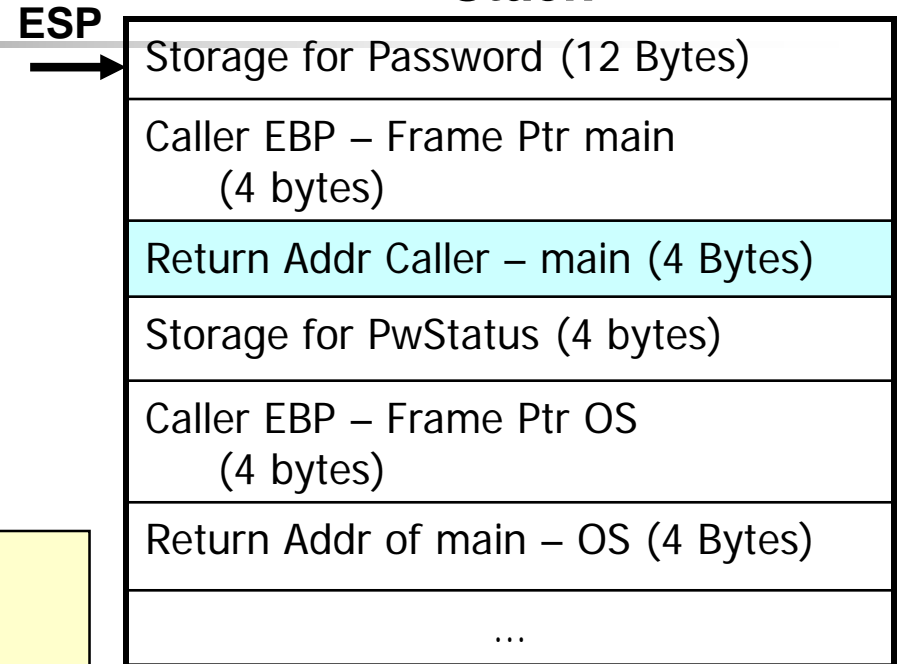 ESP
Storage for Password (12 Bytes)
Caller EBP – Frame Ptr main
(4 bytes)
Return Addr Caller – main (4 Bytes)
Storage for PwStatus (4 bytes)
Caller EBP – Frame Ptr OS
(4 bytes)
Return Addr of main – OS (4 Bytes)
…